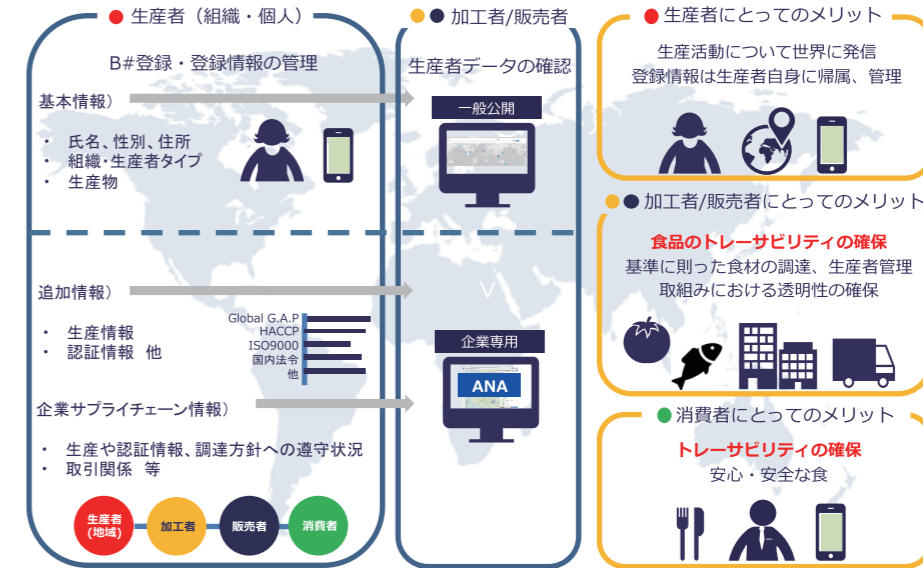 生産者（組織・個人）
B#登録・登録情報の管理
基本情報）
・ 氏名、性別、住所
・ 組織・生産者タイプ
・ 生産物
追加情報）
・ 生産情報
・ 認証情報 他
Global G.A.P
HACCP
ISO9000
国内法令
他
企業サプライチェーン情報）
・ 生産や認証情報、調達方針への遵守状況
・ 取引関係 等
生産者
(地域)
加工者
販売者
消費者
加工者/販売者
生産者データの確認
一般公開
企業専用
ANA
生産者にとってのメリット
生産活動について世界に発信
登録情報は生産者自身に帰属、管理
加工者/販売者にとってのメリット
食品のトレーサビリティの確保
基準に則った食材の調達、生産者管理
取組みにおける透明性の確保
消費者にとってのメリット
トレーサビリティの確保
安心・安全な食